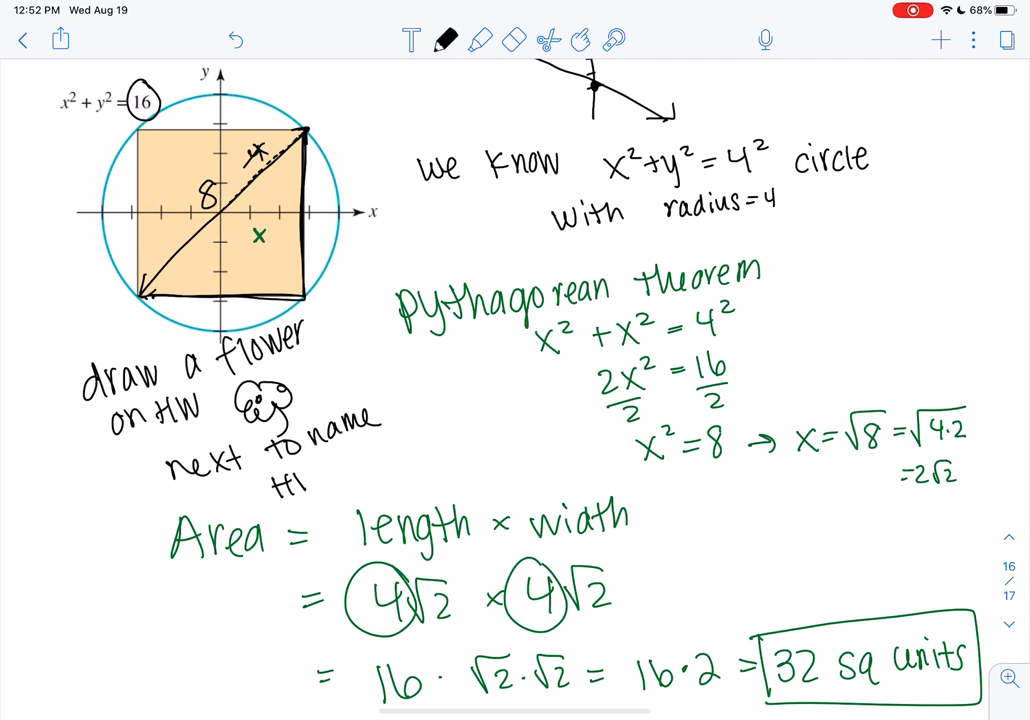 12:52 PM Wed Aug 19
68%
T
y
x² + y² = 16
4
8
x
x
we know x²+y² = 4² circle
with radius = 4
pythagorean theorem
x² + x² = 4²
2x² = 16
2 2
x² = 8 → x = √8 = √4·2
= 2√2
draw a flower
on HW
next to name
HI
Area = length × width
= 4√2 × 4√2
= 16 · √2 · √2 = 16·2 = 32 sq units
16
/
17